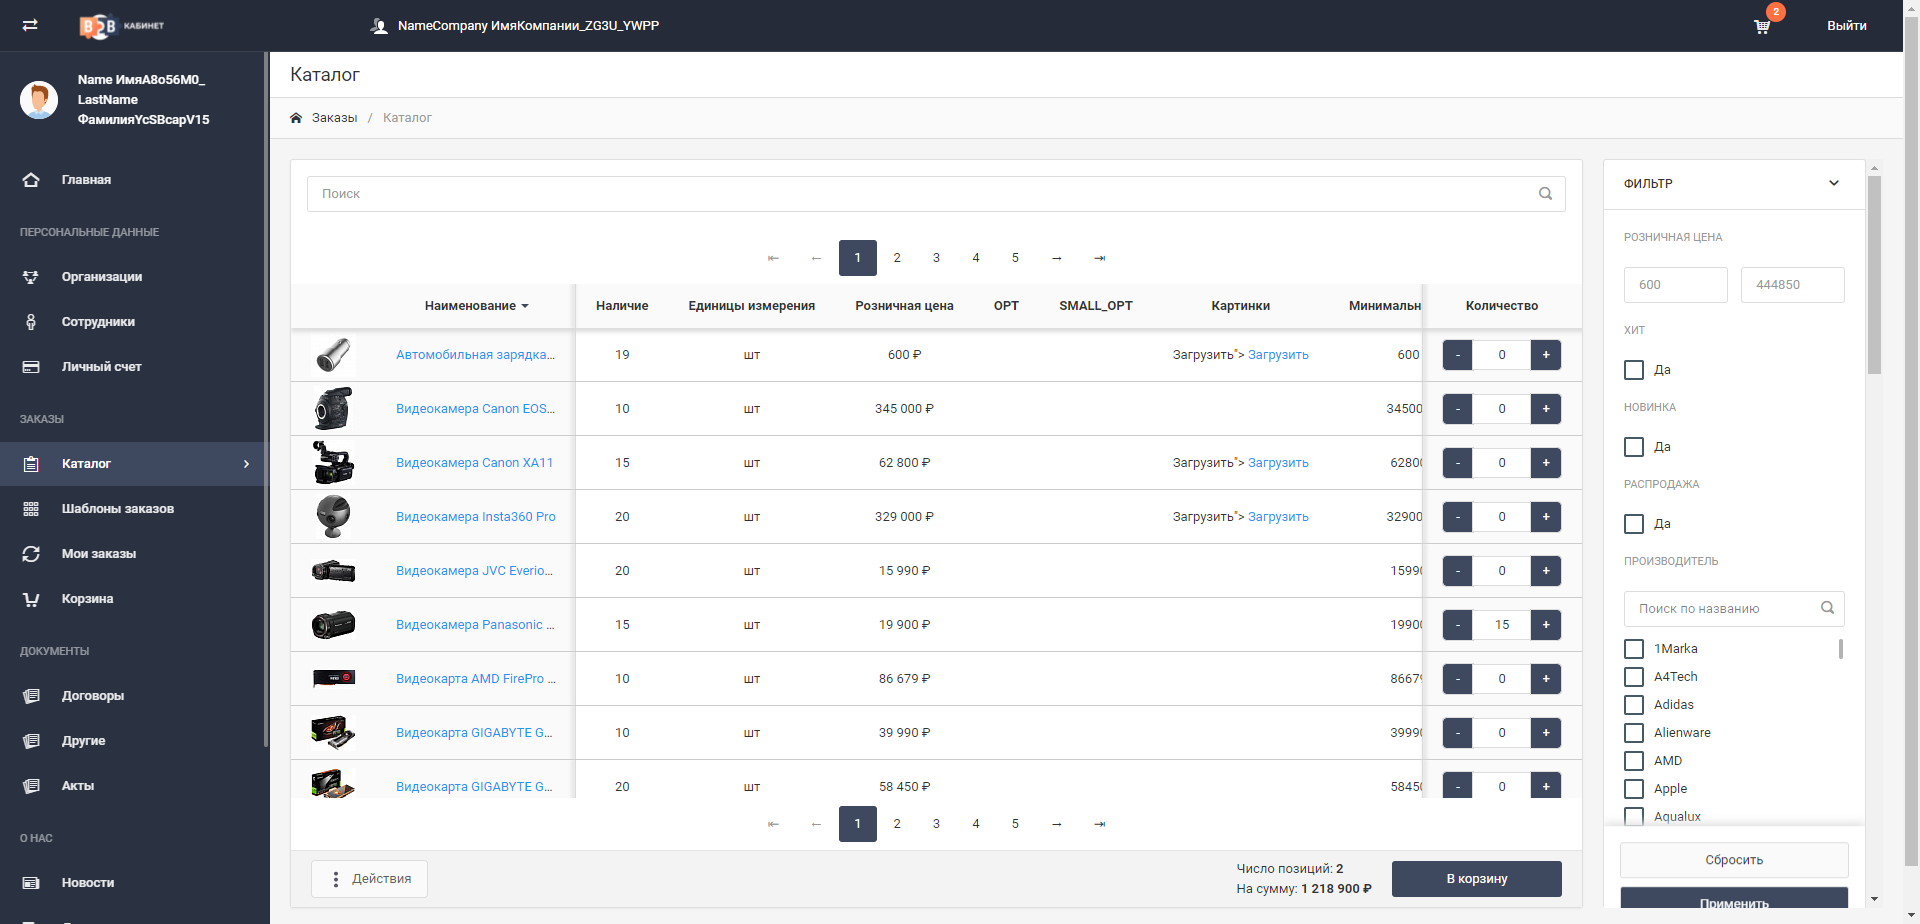 B2B КАБИНЕТ
NameCompany ИмяКомпании_ZG3U_YWPP
2
Выйти
Name ИмяA8o56M0_
LastName
ФамилияYcSBcapV15
Главная
ПЕРСОНАЛЬНЫЕ ДАННЫЕ
Организации
Сотрудники
Личный счет
ЗАКАЗЫ
Каталог
Шаблоны заказов
Мои заказы
Корзина
ДОКУМЕНТЫ
Договоры
Другие
Акты
О НАС
Новости
Каталог
Заказы / Каталог
Поиск
⇤ ← 1 2 3 4 5 → ⇥
Наименование Наличие Единицы измерения Розничная цена OPT SMALL_OPT Картинки Минимальн Количество
Автомобильная зарядка... 19 шт 600 ₽ Загрузить"> Загрузить 600 - 0 +
Видеокамера Canon EOS... 10 шт 345 000 ₽ 34500 - 0 +
Видеокамера Canon XA11 15 шт 62 800 ₽ Загрузить"> Загрузить 62800 - 0 +
Видеокамера Insta360 Pro 20 шт 329 000 ₽ Загрузить"> Загрузить 32900 - 0 +
Видеокамера JVC Everio... 20 шт 15 990 ₽ 15990 - 0 +
Видеокамера Panasonic ... 15 шт 19 900 ₽ 19900 - 15 +
Видеокарта AMD FirePro ... 10 шт 86 679 ₽ 86679 - 0 +
Видеокарта GIGABYTE G... 10 шт 39 990 ₽ 39990 - 0 +
Видеокарта GIGABYTE G... 20 шт 58 450 ₽ 58450 - 0 +
⇤ ← 1 2 3 4 5 → ⇥
Действия
Число позиций: 2
На сумму: 1 218 900 ₽
В корзину
ФИЛЬТР
РОЗНИЧНАЯ ЦЕНА
600 444850
ХИТ
Да
НОВИНКА
Да
РАСПРОДАЖА
Да
ПРОИЗВОДИТЕЛЬ
Поиск по названию
1Marka
A4Tech
Adidas
Alienware
AMD
Apple
Aqualux
Сбросить
Применить